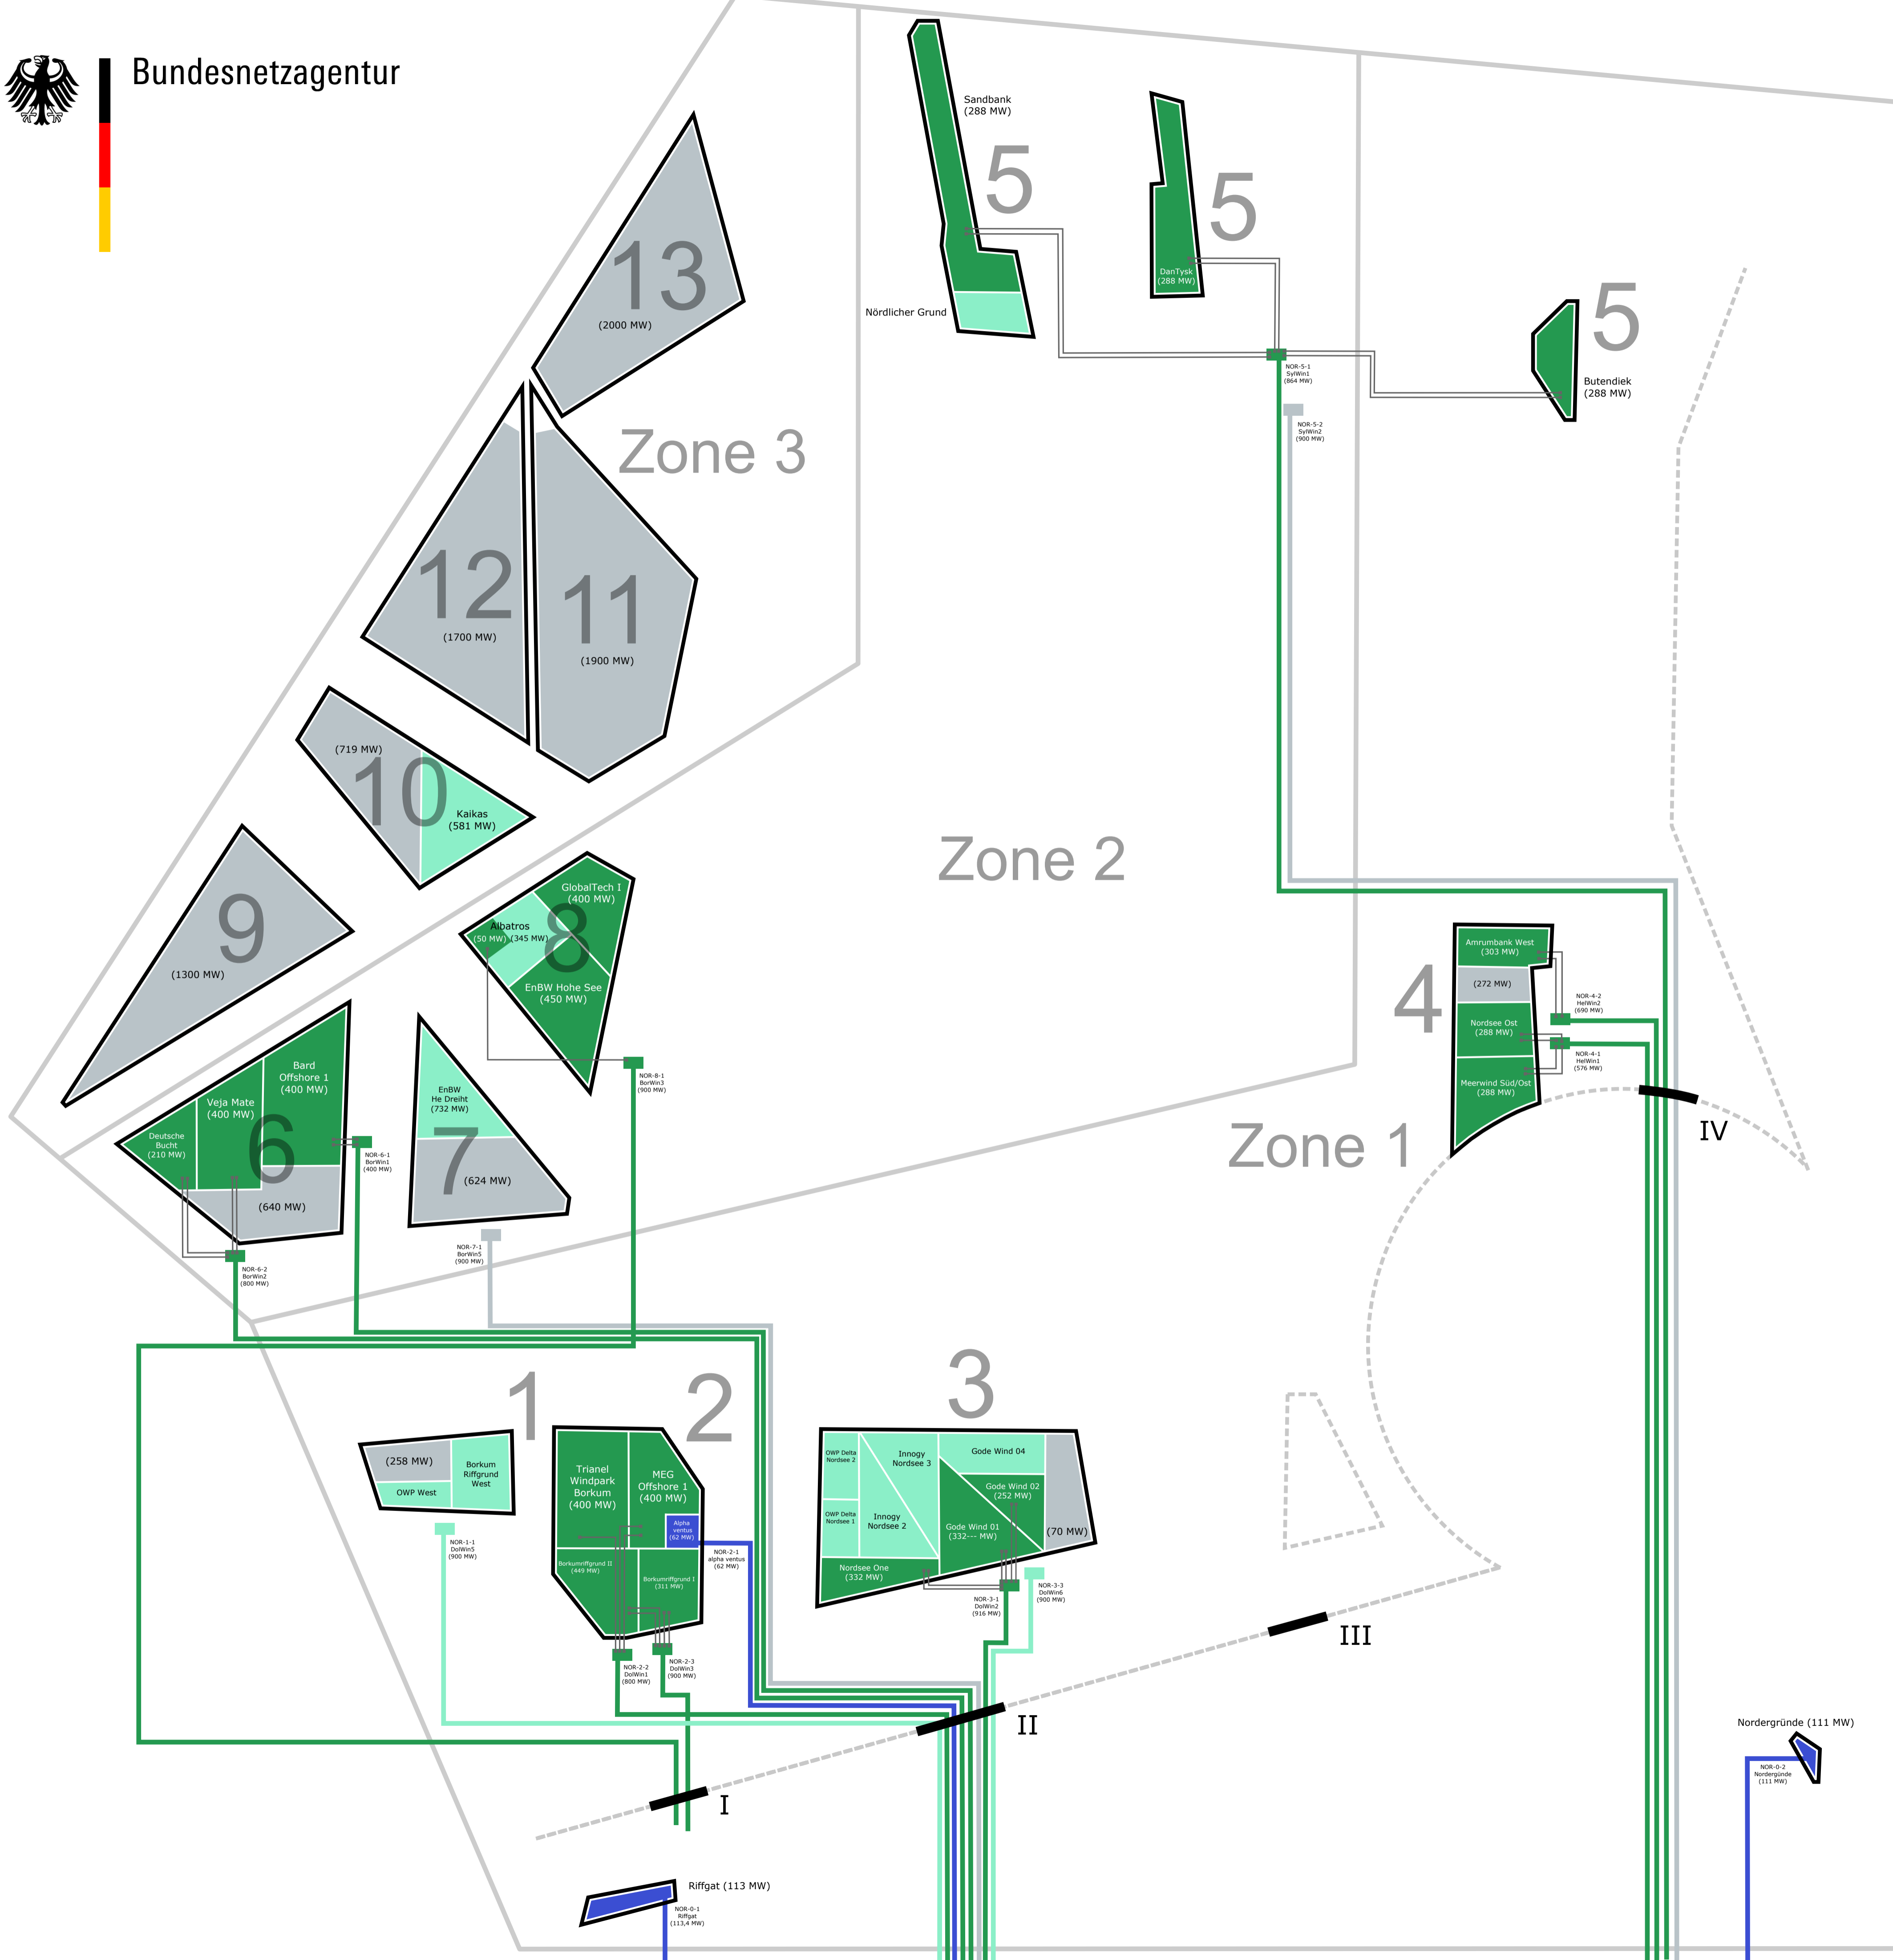 Bundesnetzagentur
Sandbank
(288 MW)
5
5
DanTysk
(288 MW)
13
(2000 MW)
Nördlicher Grund
5
Butendiek
(288 MW)
NOR-5-1
SylWin1
(864 MW)
NOR-5-2
SylWin2
(900 MW)
Zone 3
12
(1700 MW)
11
(1900 MW)
(719 MW)
10
Kaikas
(581 MW)
Zone 2
9
(1300 MW)
GlobalTech I
(400 MW)
8
Albatros
(50 MW)
(345 MW)
EnBW Hohe See
(450 MW)
4
Amrumbank West
(303 MW)
(272 MW)
Nordsee Ost
(288 MW)
Meerwind Süd/Ost
(288 MW)
NOR-4-2
HelWin2
(690 MW)
NOR-4-1
HelWin1
(576 MW)
IV
Zone 1
Bard
Offshore 1
(400 MW)
Veja Mate
(400 MW)
Deutsche
Bucht
(210 MW)
6
(640 MW)
NOR-6-1
BorWin1
(400 MW)
NOR-6-2
BorWin2
(800 MW)
EnBW
He Dreiht
(732 MW)
7
(624 MW)
NOR-7-1
BorWin5
(900 MW)
NOR-8-1
BorWin3
(900 MW)
1
(258 MW)
OWP West
Borkum
Riffgrund
West
NOR-1-1
DolWin5
(900 MW)
2
Trianel
Windpark
Borkum
(400 MW)
MEG
Offshore 1
(400 MW)
Alpha
ventus
(62 MW)
Borkumriffgrund II
(449 MW)
Borkumriffgrund I
(311 MW)
NOR-2-1
alpha ventus
(62 MW)
NOR-2-2
DolWin1
(800 MW)
NOR-2-3
DolWin3
(900 MW)
3
OWP Delta
Nordsee 2
OWP Delta
Nordsee 1
Innogy
Nordsee 3
Innogy
Nordsee 2
Gode Wind 04
Gode Wind 02
(252 MW)
Gode Wind 01
(332--- MW)
(70 MW)
Nordsee One
(332 MW)
NOR-3-1
DolWin2
(916 MW)
NOR-3-3
DolWin6
(900 MW)
III
II
I
Nordergründe (111 MW)
NOR-0-2
Nordergünde
(111 MW)
Riffgat (113 MW)
NOR-0-1
Riffgat
(113,4 MW)